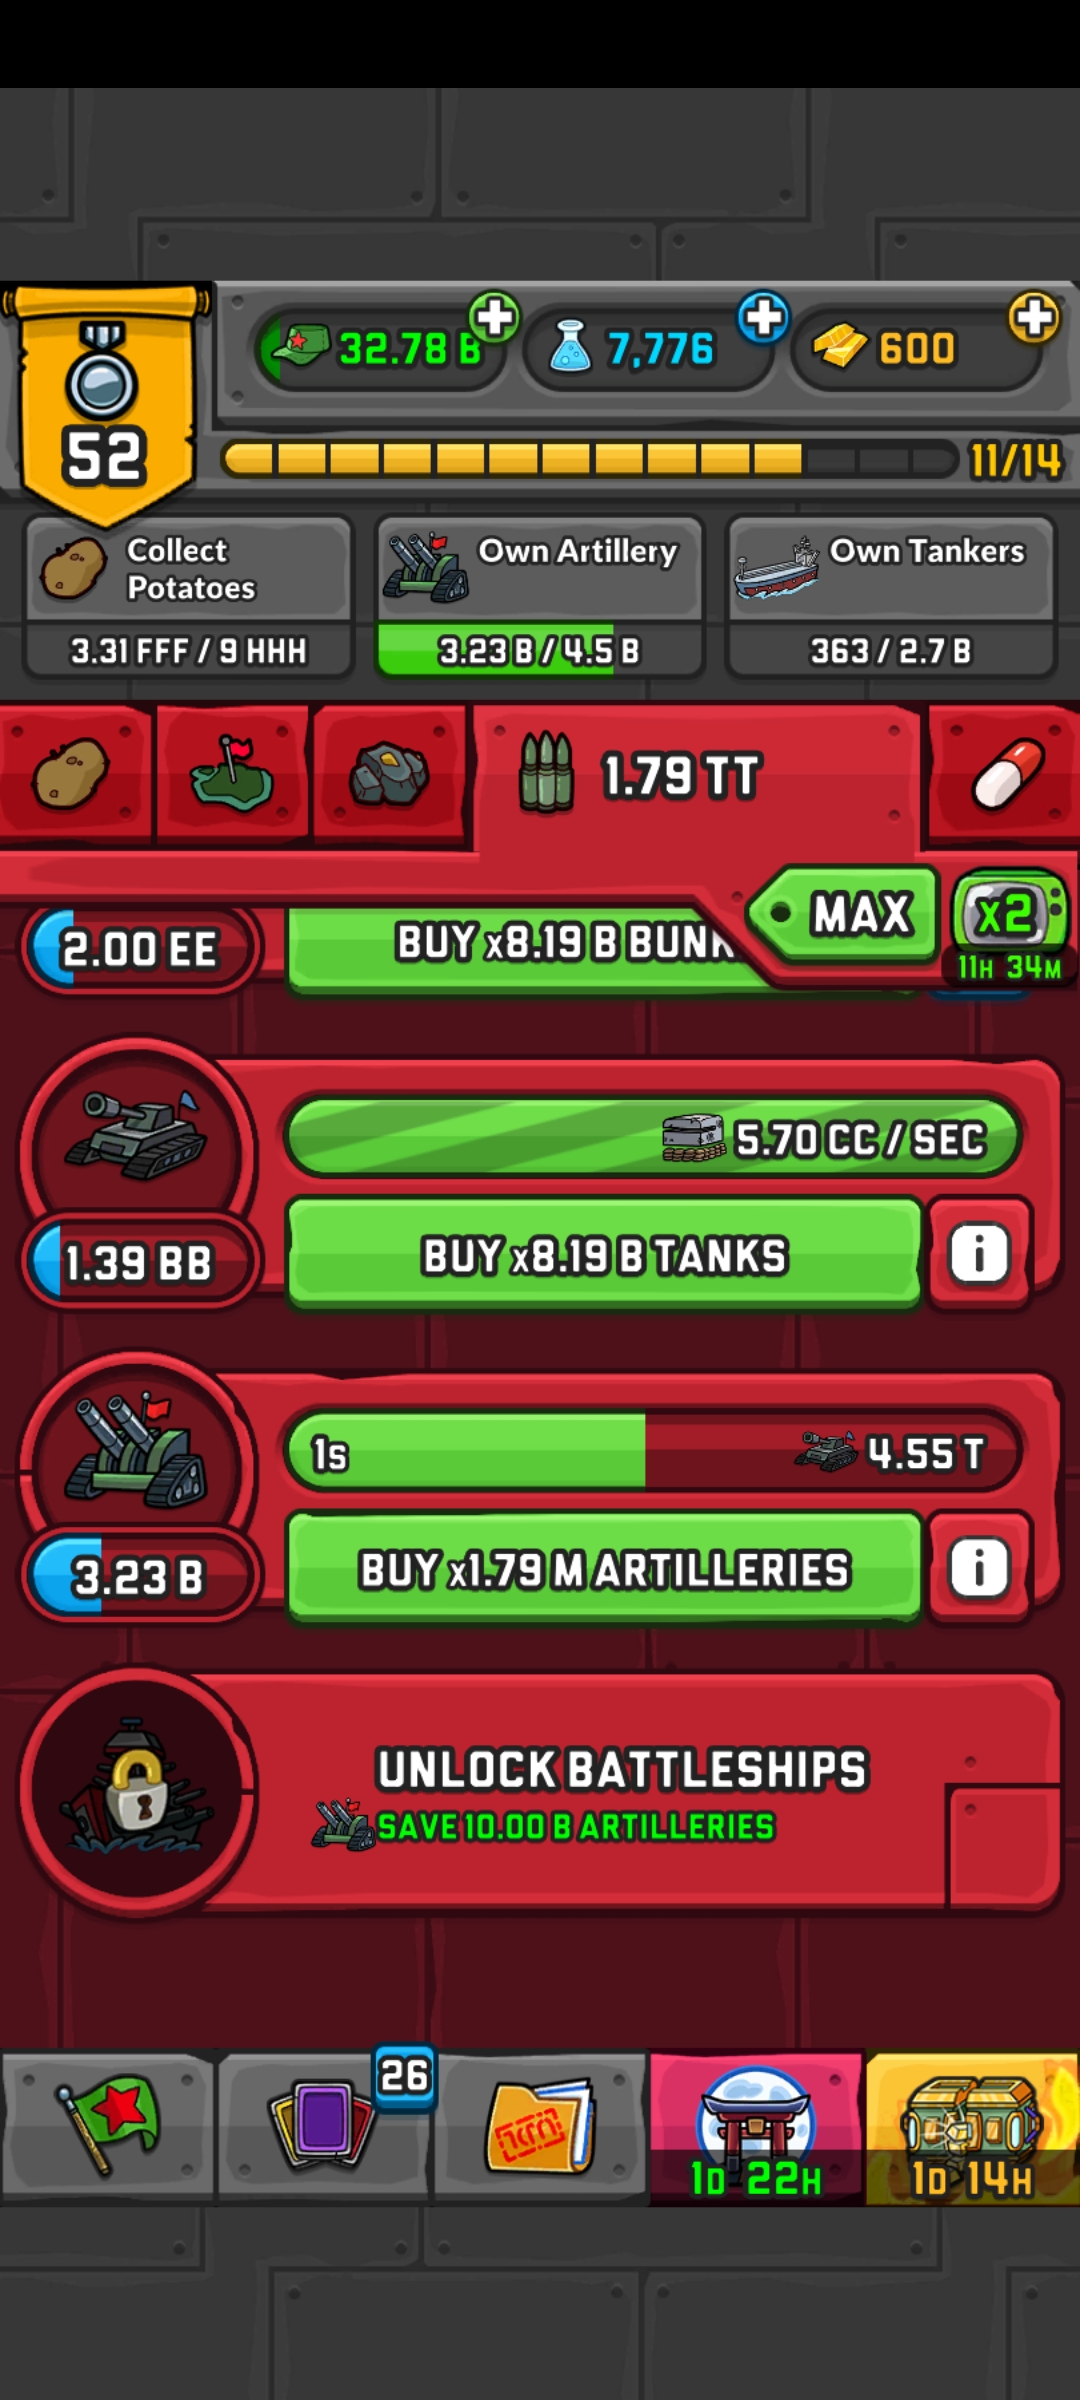 32.78 B
7,776
600
52
11/14
Collect
Potatoes
3.31 FFF / 9 HHH
Own Artillery
3.23 B / 4.5 B
Own Tankers
363 / 2.7 B
1.79 TT
MAX
x2
11H 34M
2.00 EE
BUY x8.19 B BUNK
5.70 CC / SEC
1.39 BB
BUY x8.19 B TANKS
i
1s
4.55 T
3.23 B
BUY x1.79 M ARTILLERIES
i
UNLOCK BATTLESHIPS
SAVE 10.00 B ARTILLERIES
26
1D 22H
1D 14H